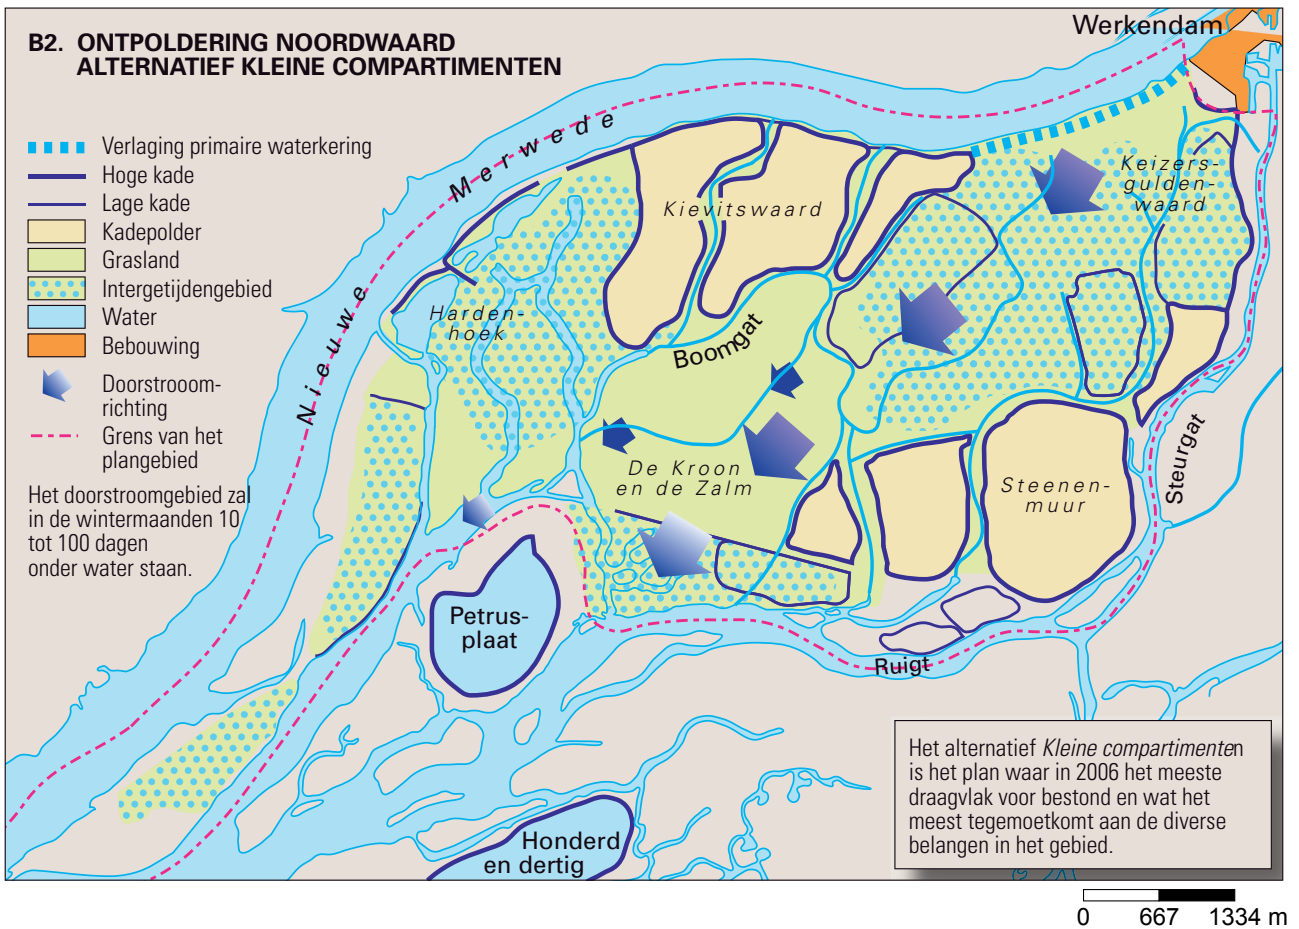 B2. ONTPOLDERING NOORDWAARD
ALTERNATIEF KLEINE COMPARTIMENTEN
Werkendam
Verlaging primaire waterkering
Hoge kade
Lage kade
Kadepolder
Grasland
Intergetijdengebied
Water
Bebouwing
Doorstrooom-
richting
Grens van het
plangebied
Het doorstroomgebied zal
in de wintermaanden 10
tot 100 dagen
onder water staan.
Nieuwe Merwede
Keizers-
gulden-
waard
Kievitswaard
Harden-
hoek
Boomgat
De Kroon
en de Zalm
Steenen-
muur
Steurgat
Petrus-
plaat
Ruigt
Honderd
en dertig
Het alternatief Kleine compartimenten
is het plan waar in 2006 het meeste
draagvlak voor bestond en wat het
meest tegemoetkomt aan de diverse
belangen in het gebied.
0 667 1334 m